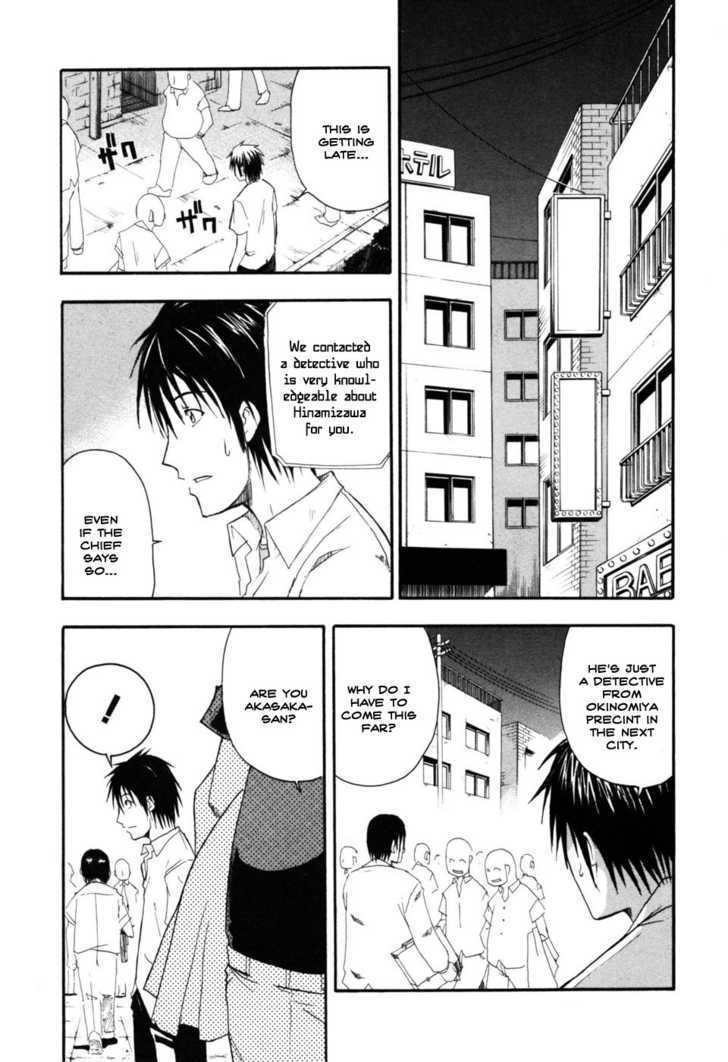 ホテル
BAE
THIS IS
GETTING
LATE...
ザク
ザク
We contacted
a detective who
is very knowl-
edgeable about
Hinamizawa
for you.
EVEN
IF THE
CHIEF
SAYS
SO...
HE'S JUST
A DETECTIVE
FROM
OKINOMIYA
PRECINT IN
THE NEXT
CITY.
WHY DO I
HAVE TO
COME THIS
FAR?
ARE YOU
AKASAKA-
SAN?
!